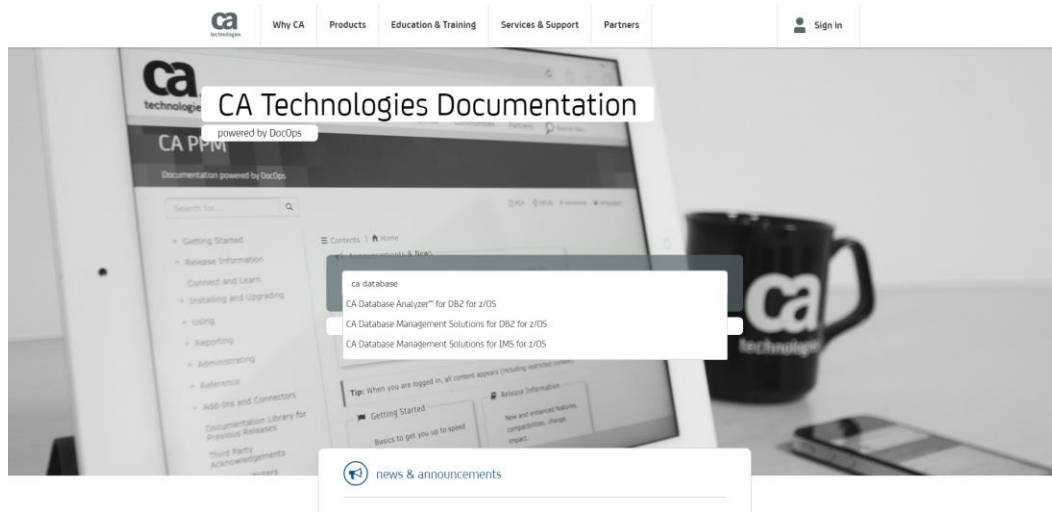 ca
technologies
Why CA
Products
Education & Training
Services & Support
Partners
Sign in
ca
technologies
CA Technologies Documentation
powered by DocOps
CA PPM
Documentation powered by DocOps
Search for ...
Contents
Home
Announcements & News
Getting Started
Release Information
Connect and Learn
Installing and Upgrading
Using
Reporting
Administrating
Reference
Add-Ins and Connectors
Documentation Library for
Previous Releases
Third Party
Acknowledgements
ca database
CA Database Analyzer™ for DB2 for z/OS
CA Database Management Solutions for DB2 for z/OS
CA Database Management Solutions for IMS for z/OS
Tip: When you are logged in, all content appears (including restricted content)
Getting Started
Basics to get you up to speed
Release Information
New and enhanced features,
compatibilities, change
impact.
ca
technologies
news & announcements